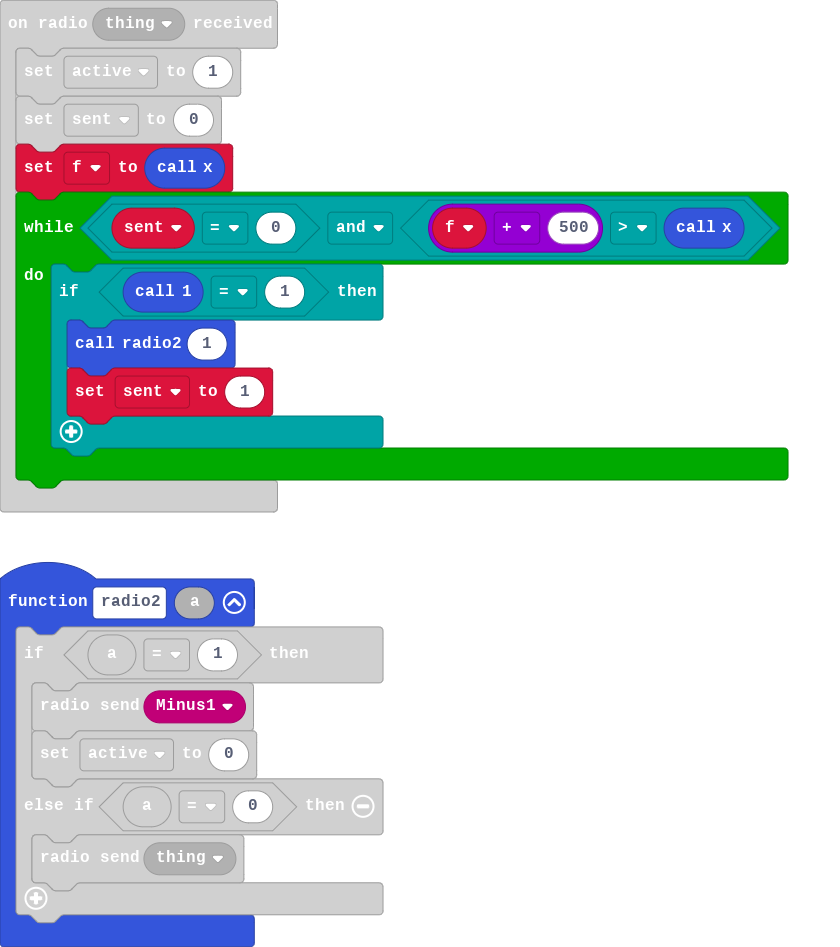 on radio thing received
set active to 1
set sent to 0
set f to call x
while sent = 0 and f + 500 > call x
do
if call 1 = 1 then
call radio2 1
set sent to 1
function radio2 a
if a = 1 then
radio send Minus1
set active to 0
else if a = 0 then
radio send thing